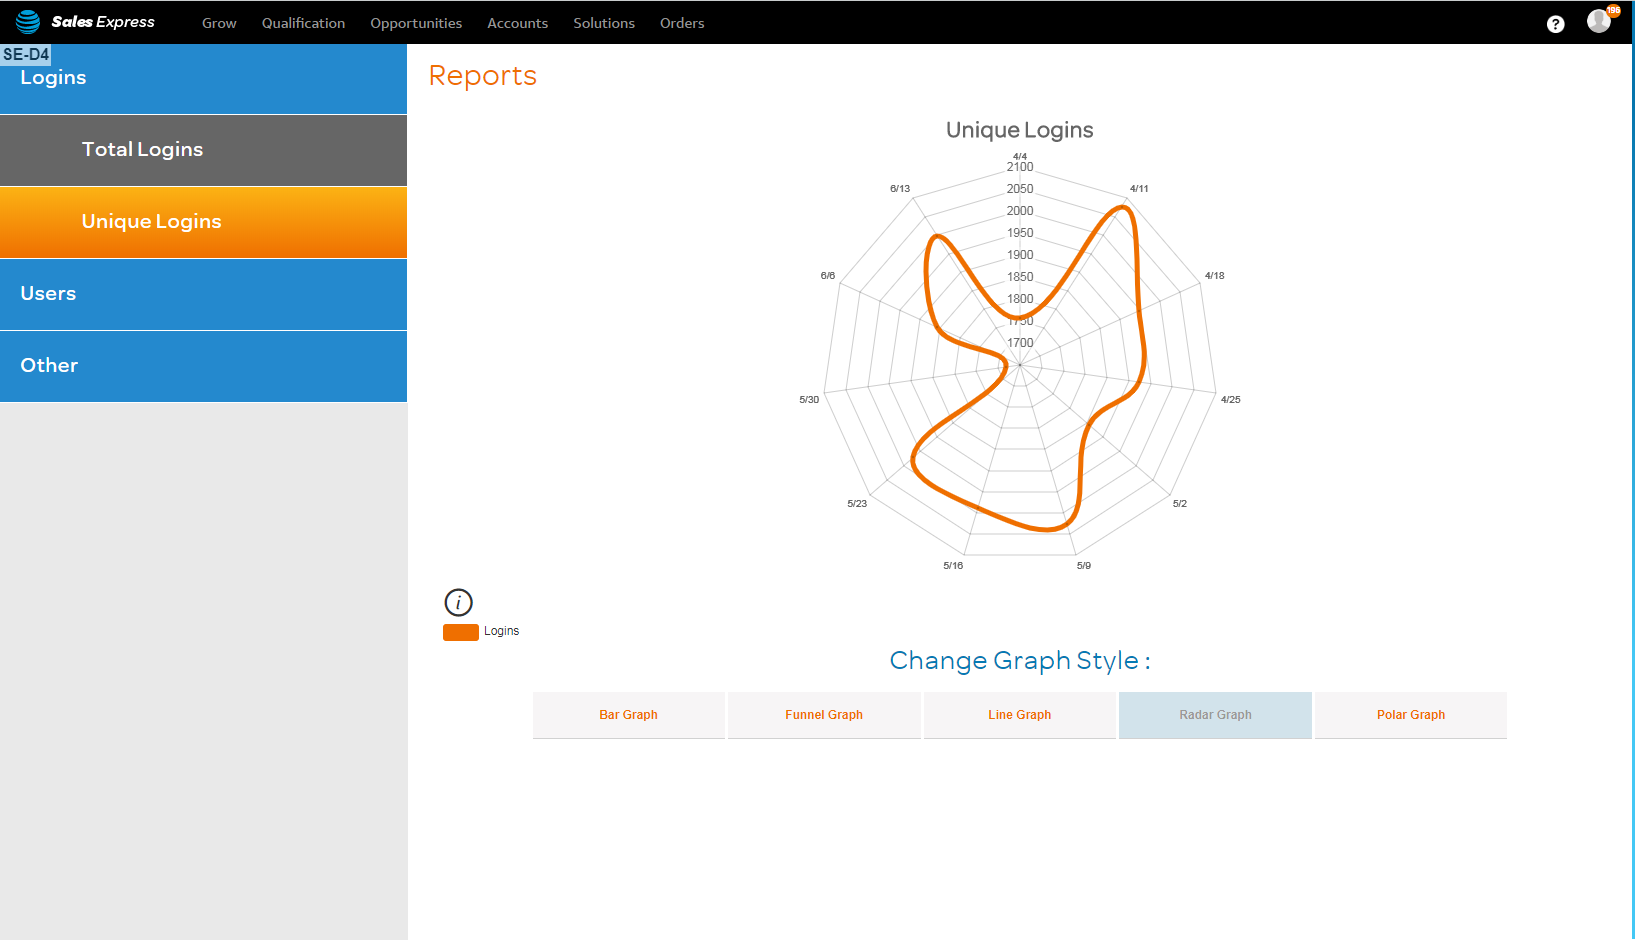 Sales Express
Grow Qualification Opportunities Accounts Solutions Orders
?
196
SE-D4
Logins
Total Logins
Unique Logins
Users
Other
Reports
Unique Logins
4/4
2100
2050
2000
1950
1900
1850
1800
1750
1700
4/11
4/18
4/25
5/2
5/9
5/16
5/23
5/30
6/6
6/13
i
Logins
Change Graph Style :
Bar Graph Funnel Graph Line Graph Radar Graph Polar Graph